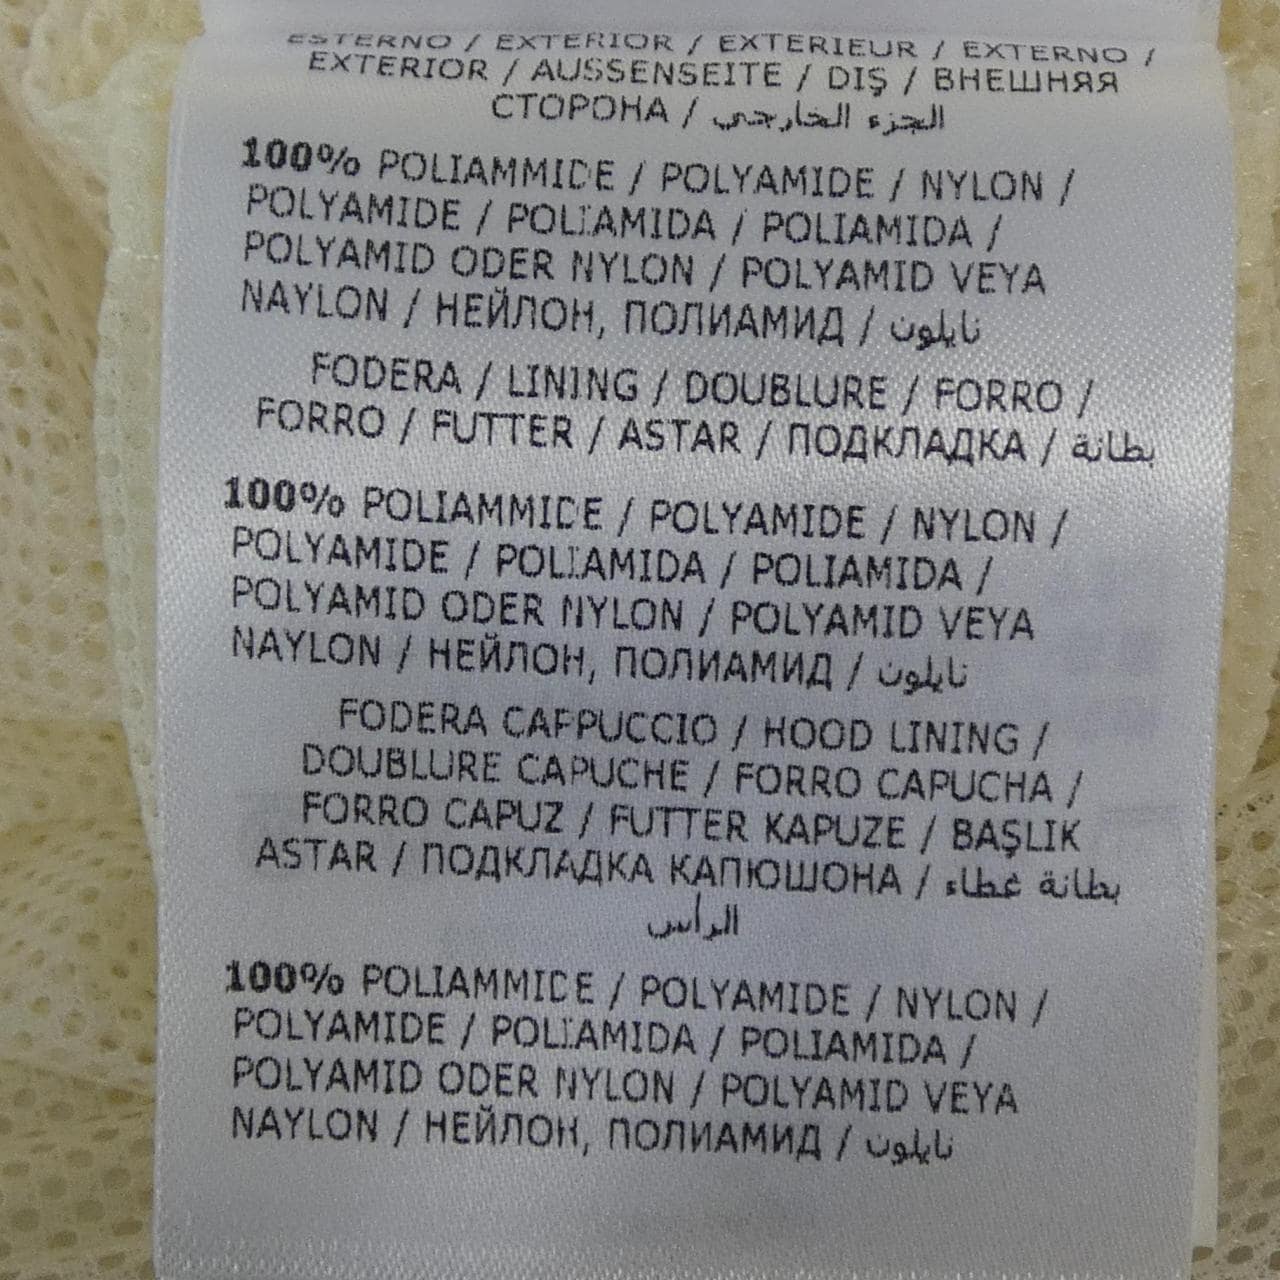 ESTERNO / EXTERIOR / EXTERIEUR / EXTERNO /
EXTERIOR / AUSSENSEITE / DIŞ / ВНЕШНЯЯ
СТОРОНА / الجزء الخارجي
100% POLIAMMIDE / POLYAMIDE / NYLON /
POLYAMIDE / POLIAMIDA / POLIAMIDA /
POLYAMID ODER NYLON / POLYAMID VEYA
NAYLON / НЕЙЛОН, ПОЛИАМИД / نايلون
FODERA / LINING / DOUBLURE / FORRO /
FORRO / FUTTER / ASTAR / ПОДКЛАДКА / بطانة
100% POLIAMMIDE / POLYAMIDE / NYLON /
POLYAMIDE / POLIAMIDA / POLIAMIDA /
POLYAMID ODER NYLON / POLYAMID VEYA
NAYLON / НЕЙЛОН, ПОЛИАМИД / نايلون
FODERA CAPPUCCIO / HOOD LINING /
DOUBLURE CAPUCHE / FORRO CAPUCHA /
FORRO CAPUZ / FUTTER KAPUZE / BAŞLIK
ASTAR / ПОДКЛАДКА КАПЮШОНА / بطانة غطاء
الرأس
100% POLIAMMIDE / POLYAMIDE / NYLON /
POLYAMIDE / POLIAMIDA / POLIAMIDA /
POLYAMID ODER NYLON / POLYAMID VEYA
NAYLON / НЕЙЛОН, ПОЛИАМИД / نايلون